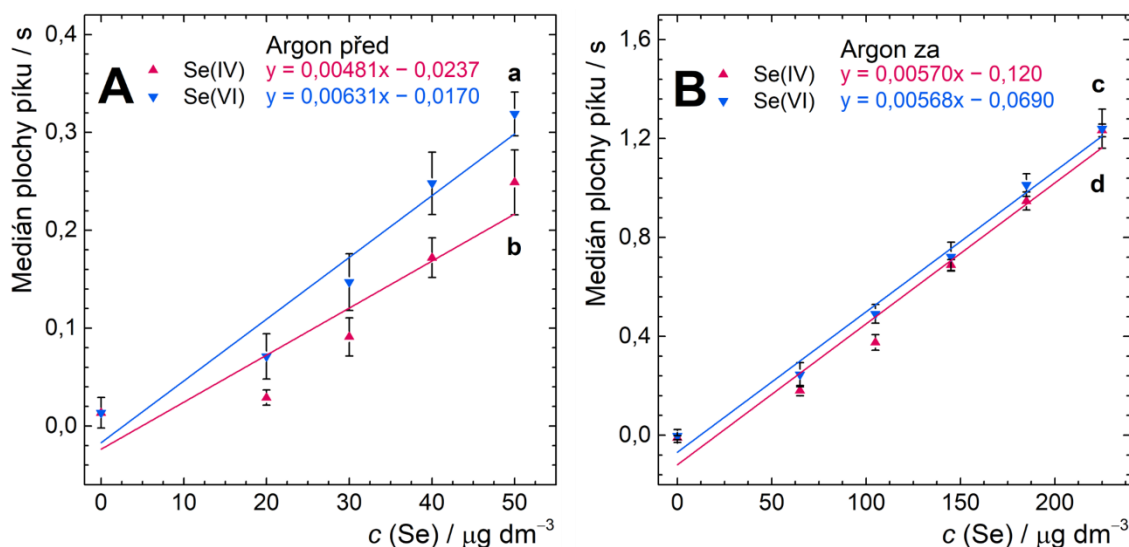 A
Argon před
Se(IV) y = 0,00481x − 0,0237
Se(VI) y = 0,00631x − 0,0170
a
b
0,4
0,3
0,2
0,1
0,0
Medián plochy píku / s
0 10 20 30 40 50
c (Se) / μg dm⁻³
B
Argon za
Se(IV) y = 0,00570x − 0,120
Se(VI) y = 0,00568x − 0,0690
c
d
1,6
1,2
0,8
0,4
0,0
Medián plochy píku / s
0 50 100 150 200
c (Se) / μg dm⁻³